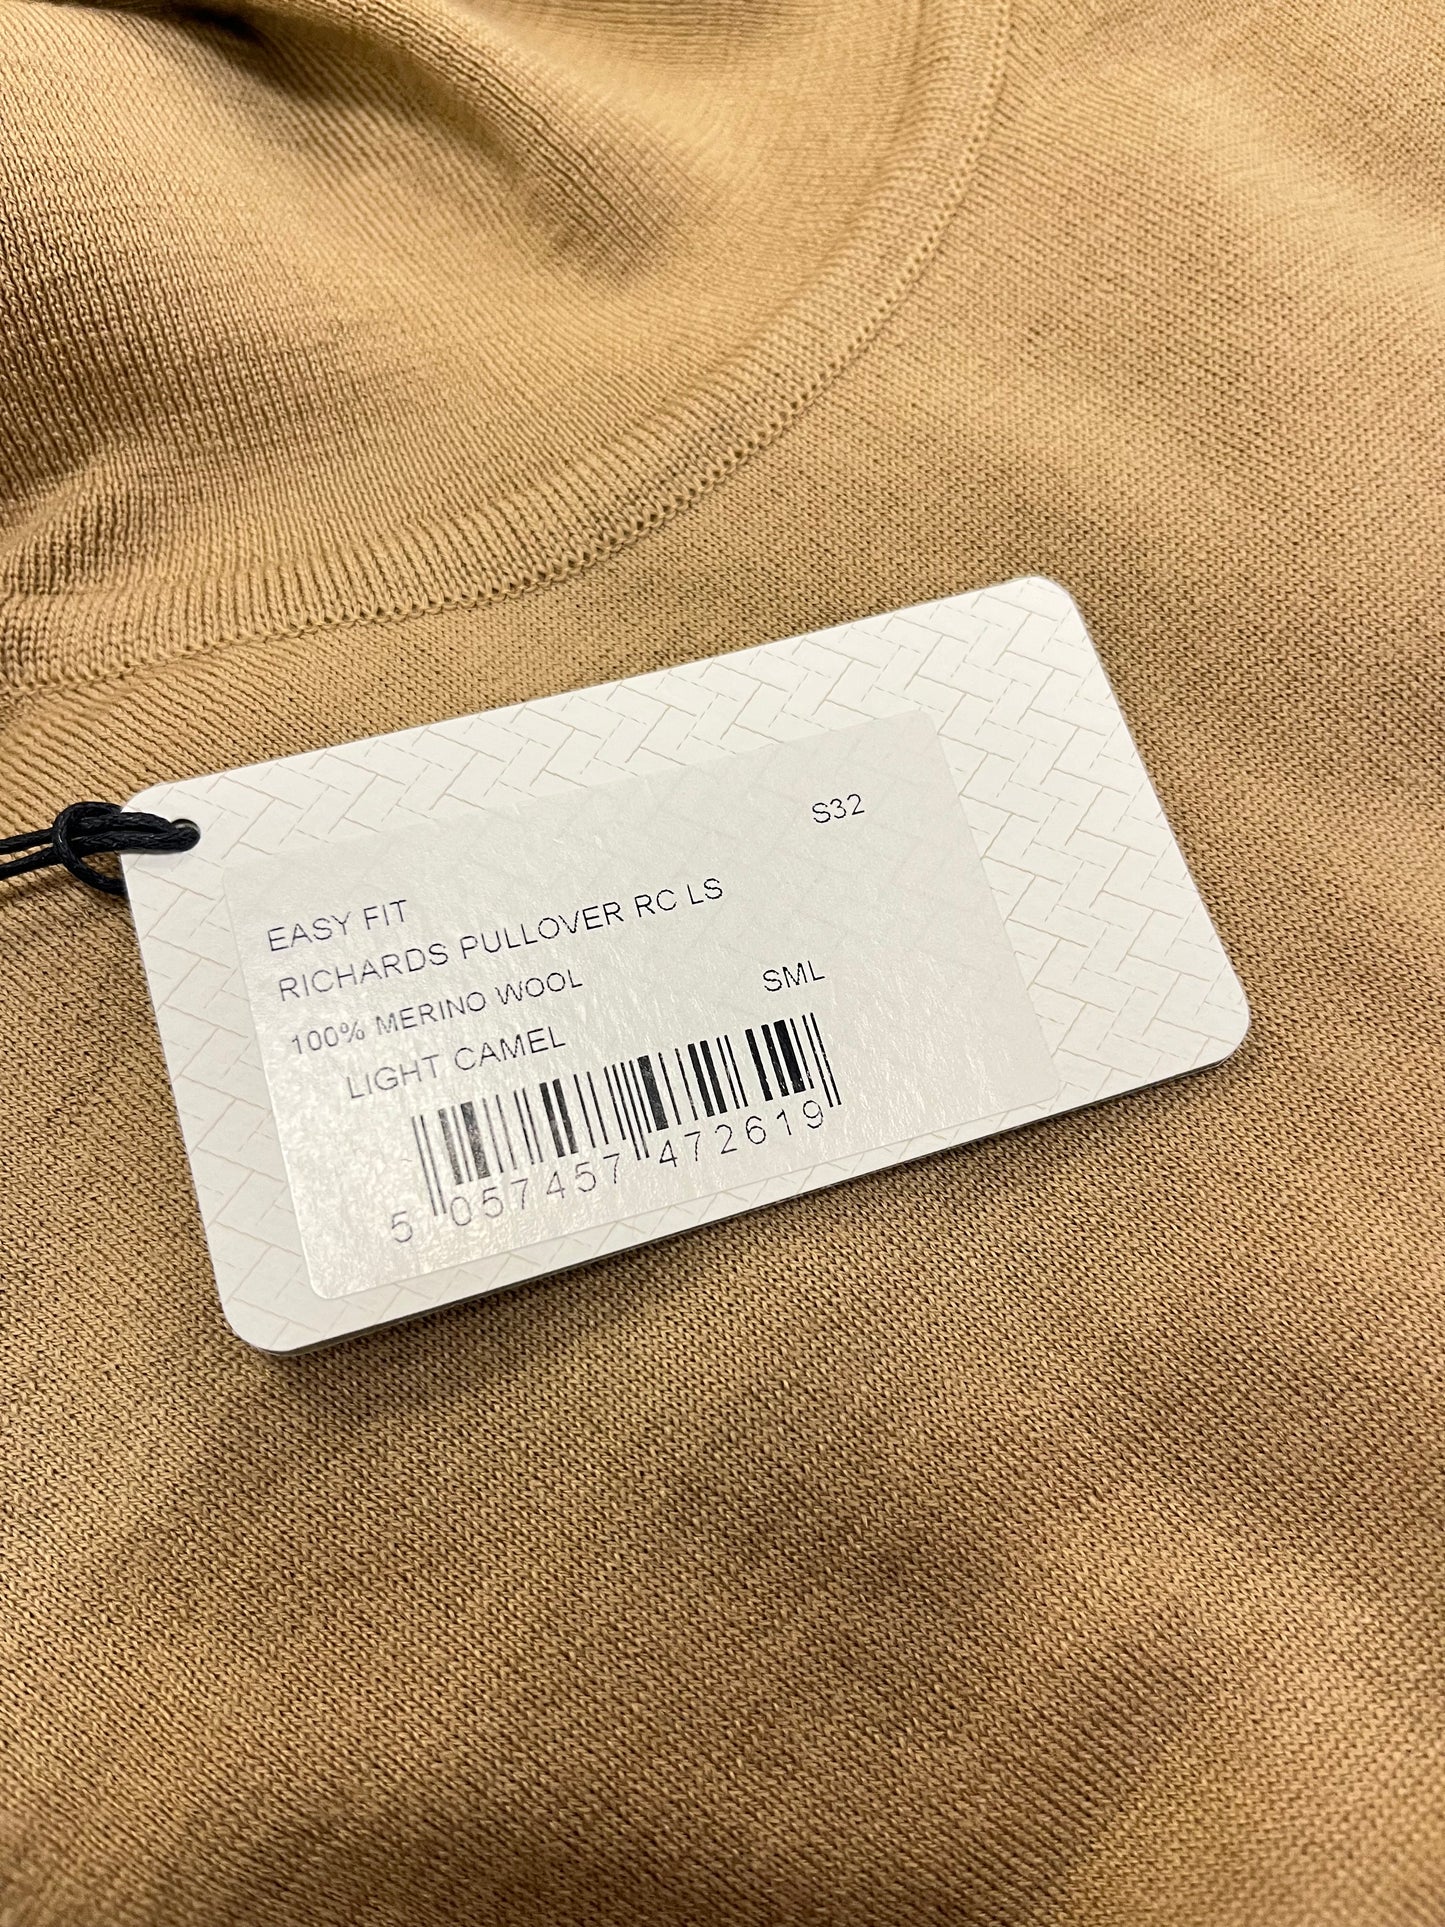 S32
EASY FIT
RICHARDS PULLOVER RC LS
100% MERINO WOOL SML
LIGHT CAMEL
5 057457 472619